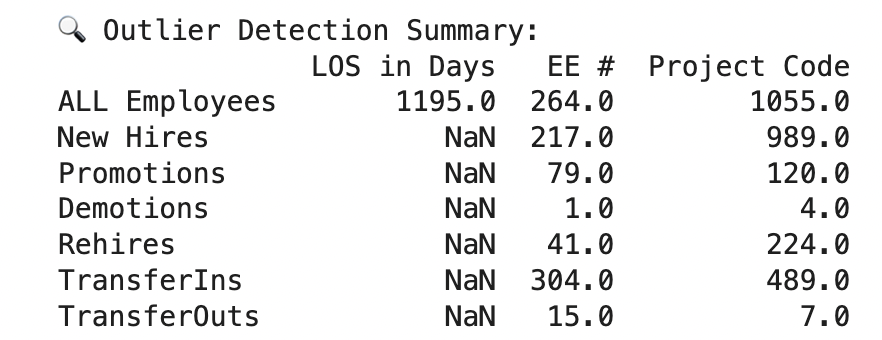 🔍 Outlier Detection Summary:
LOS in Days EE # Project Code
ALL Employees 1195.0 264.0 1055.0
New Hires NaN 217.0 989.0
Promotions NaN 79.0 120.0
Demotions NaN 1.0 4.0
Rehires NaN 41.0 224.0
TransferIns NaN 304.0 489.0
TransferOuts NaN 15.0 7.0